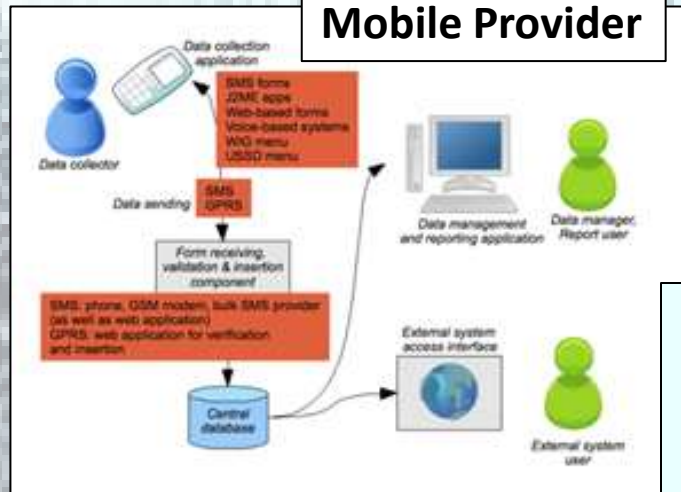 Mobile Provider
Data collection
application
SMS forms
J2ME apps
Web-based forms
Voice-based systems
WIG menu
USSD menu
Data collector
Data sending
SMS
GPRS
Form receiving,
validation & insertion
component
SMS: phone, GSM modem, bulk SMS provider
(as well as web application)
GPRS: web application for verification
and insertion
Central
database
Data management
and reporting application
Data manager,
Report user
External system
access interface
External system
user